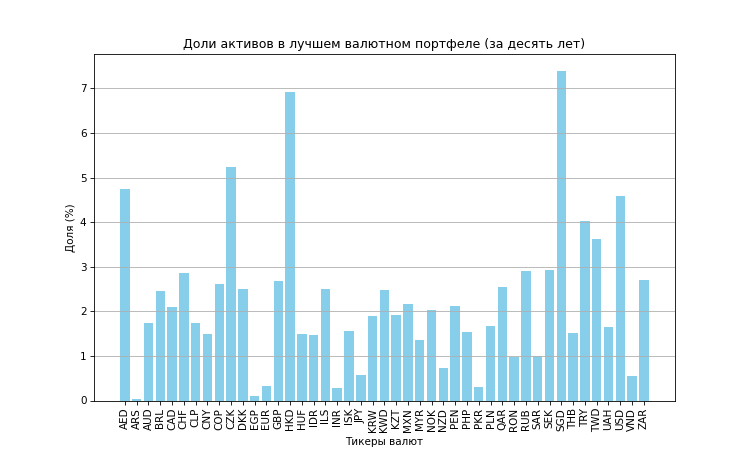 Доли активов в лучшем валютном портфеле (за десять лет)
Доля (%)
7
6
5
4
3
2
1
0
AED ARS AUD BRL CAD CHF CLP CNY COP CZK DKK EGP EUR GBP HKD HUF IDR ILS INR ISK JPY KRW KWD KZT MXN MYR NOK NZD PEN PHP PKR PLN QAR RON RUB SAR SEK SGD THB TRY TWD UAH USD VND ZAR
Тикеры валют